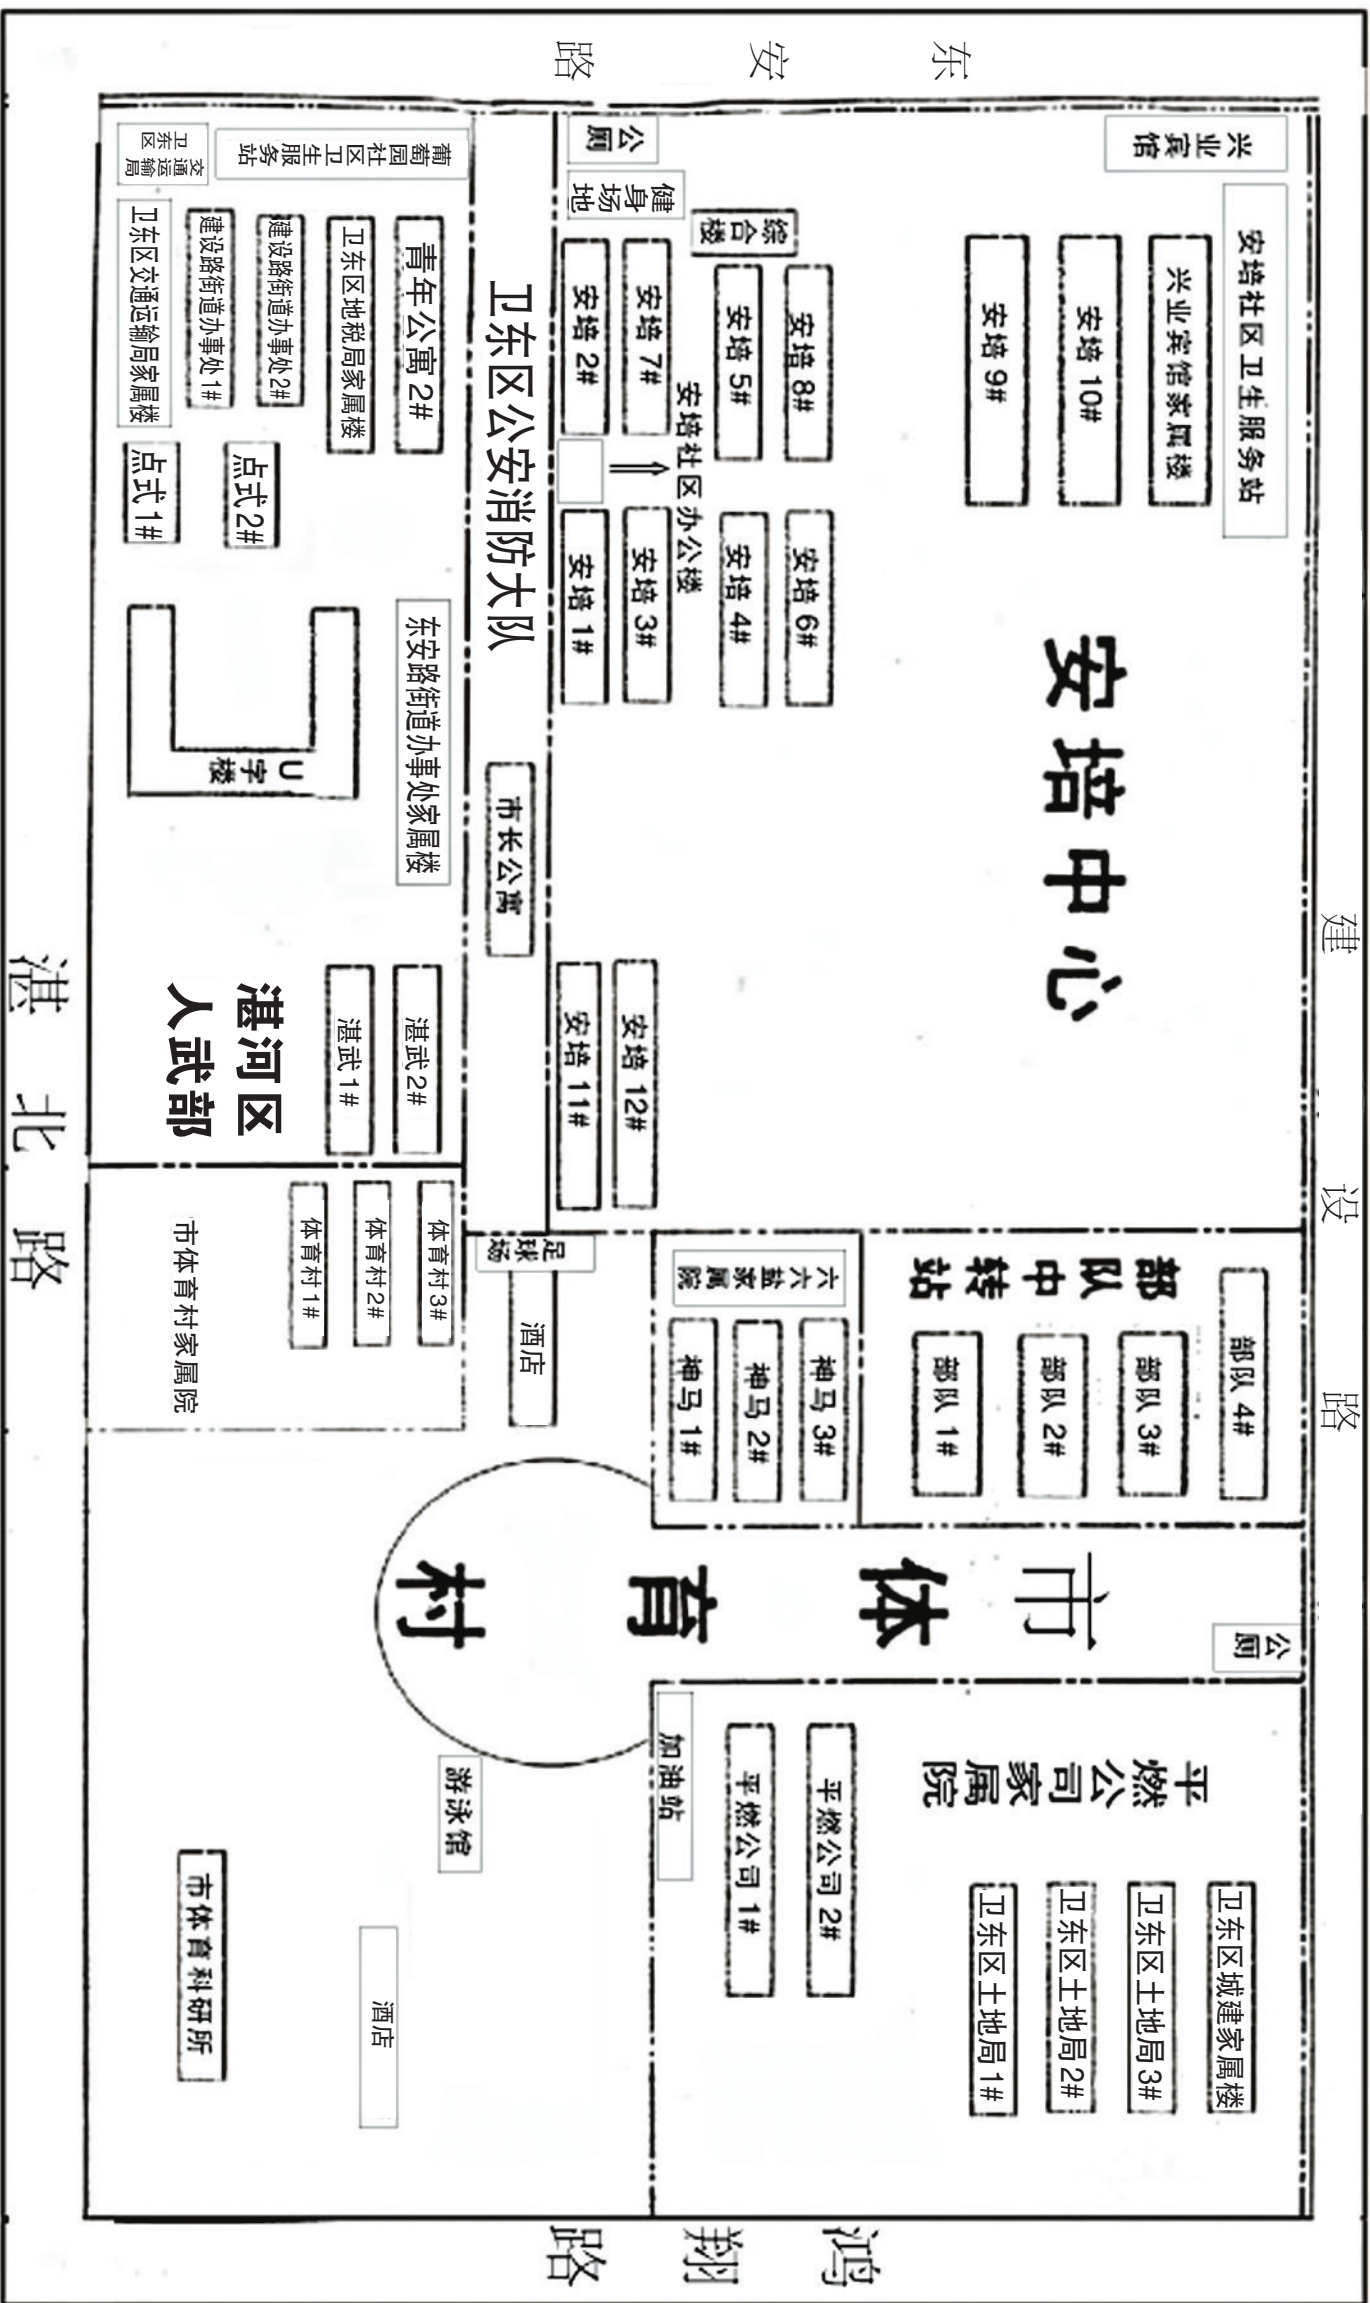 东安路
建设路
湛北路
鸿翔路
兴业宾馆
安培社区卫生服务站
兴业宾馆家属楼
安培 10#
安培 9#
安培中心
公厕
健身场地
综合楼
安培 8#
安培 5#
安培 7#
安培 2#
安培社区办公楼
安培 6#
安培 4#
安培 3#
安培 1#
安培 12#
安培 11#
卫东区公安消防大队
市长公寓
葡萄园社区卫生服务站
卫东区交通运输局
青年公寓2#
卫东区地税局家属楼
建设路街道办事处2#
建设路街道办事处1#
卫东区交通运输局家属楼
点式2#
点式1#
U字楼
东安路街道办事处家属楼
湛河区
人武部
湛武2#
湛武1#
部队中转站
部队 4#
部队 3#
部队 2#
部队 1#
六六盐家属院
神马 3#
神马 2#
神马 1#
足球场
酒店
体育村3#
体育村2#
体育村1#
市体育村家属院
市体育村
公厕
平燃公司家属院
卫东区城建家属楼
卫东区土地局3#
卫东区土地局2#
卫东区土地局1#
平燃公司 2#
平燃公司 1#
加油站
游泳馆
酒店
市体育科研所